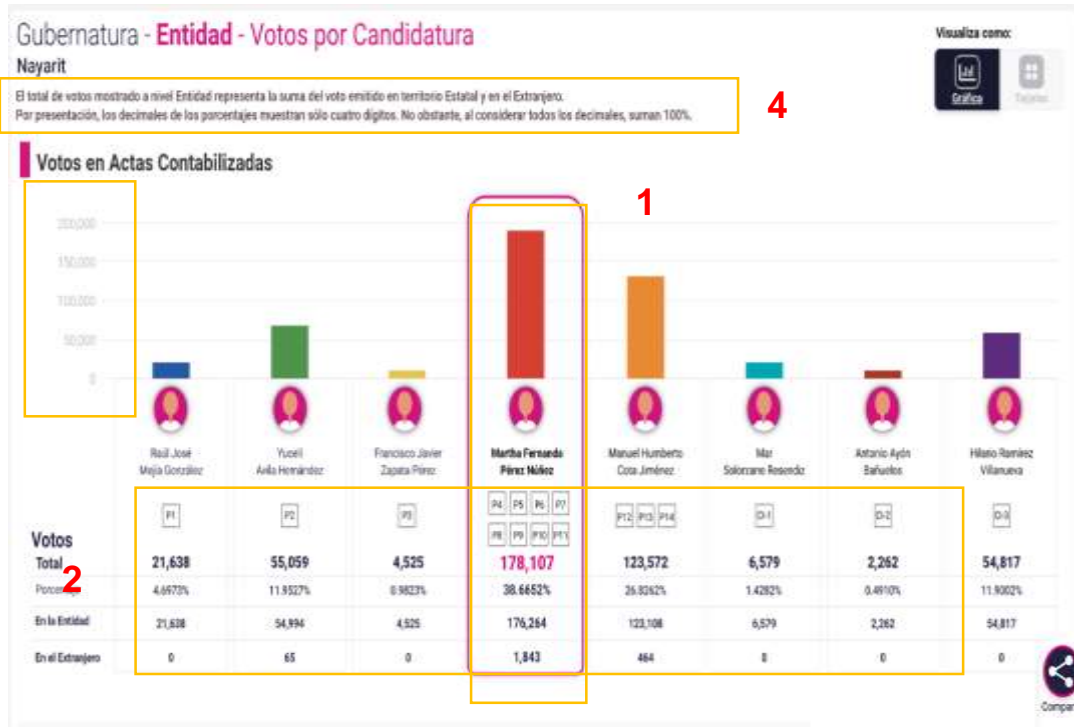 Gubernatura - Entidad - Votos por Candidatura
Visualiza como:
Nayarit
El total de votos mostrado a nivel Entidad representa la suma del voto emitido en territorio Estatal y en el Extranjero.
Por presentación, los decimales de los porcentajes muestran sólo cuatro dígitos. No obstante, al considerar todos los decimales, suman 100%.
4
Gráfica
Votos en Actas Contabilizadas
1
200,000
150,000
100,000
50,000
0
Raúl José Yuceli Francisco Javier Martha Fernanda Manuel Humberto Mar Antonio Ayón Hilario Ramírez
Mejía González Avila Hernández Zapata Pérez Pérez Núñez Cota Jiménez Solorzano Resendiz Bañuelos Villanueva
P1 P2 P3 P4 P5 P6 P7 P12 P13 P14 O-1 O-2 O-3
P8 P9 P10 P11
Votos
Total 21,638 55,059 4,525 178,107 123,572 6,579 2,262 54,817
2
4.6973% 11.9527% 0.9823% 38.6652% 26.8262% 1.4282% 0.4910% 11.9002%
En la Entidad 21,638 54,994 4,525 176,264 123,108 6,579 2,262 54,817
En el Extranjero 0 65 0 1,843 464 0 0 0